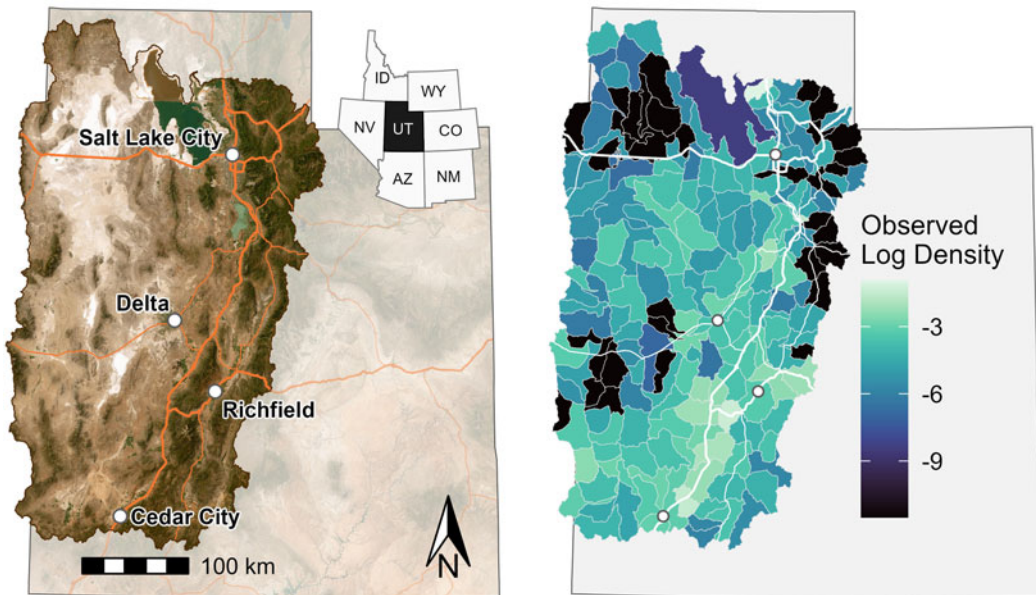 ID
WY
NV
UT
CO
AZ
NM
Salt Lake City
Delta
Richfield
Cedar City
100 km
N
Observed
Log Density
-3
-6
-9